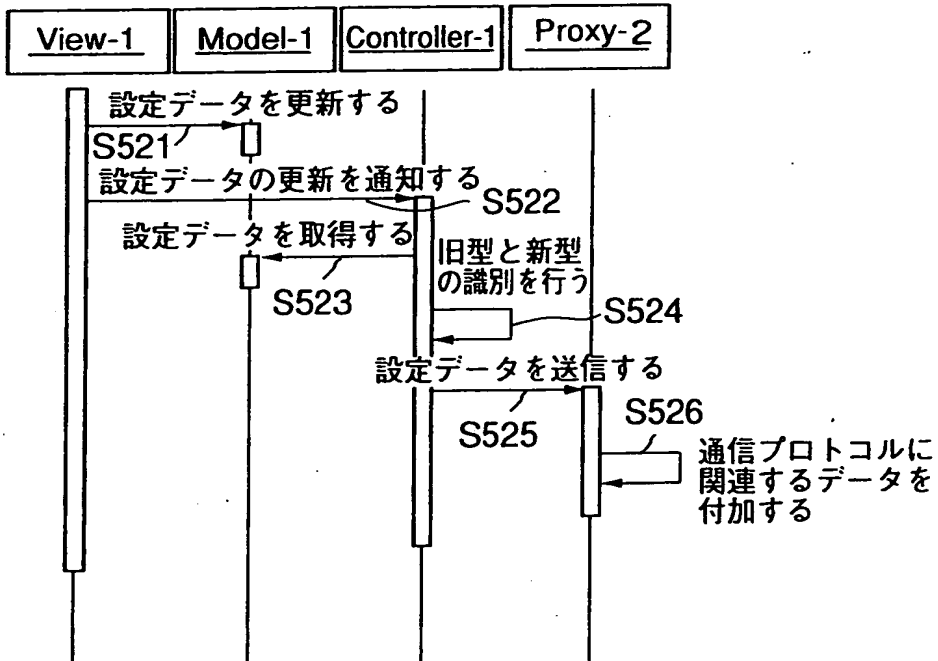 View-1
Model-1
Controller-1
Proxy-2
設定データを更新する
S521
設定データの更新を通知する
S522
設定データを取得する
S523
旧型と新型
の識別を行う
S524
設定データを送信する
S525
S526
通信プロトコルに
関連するデータを
付加する